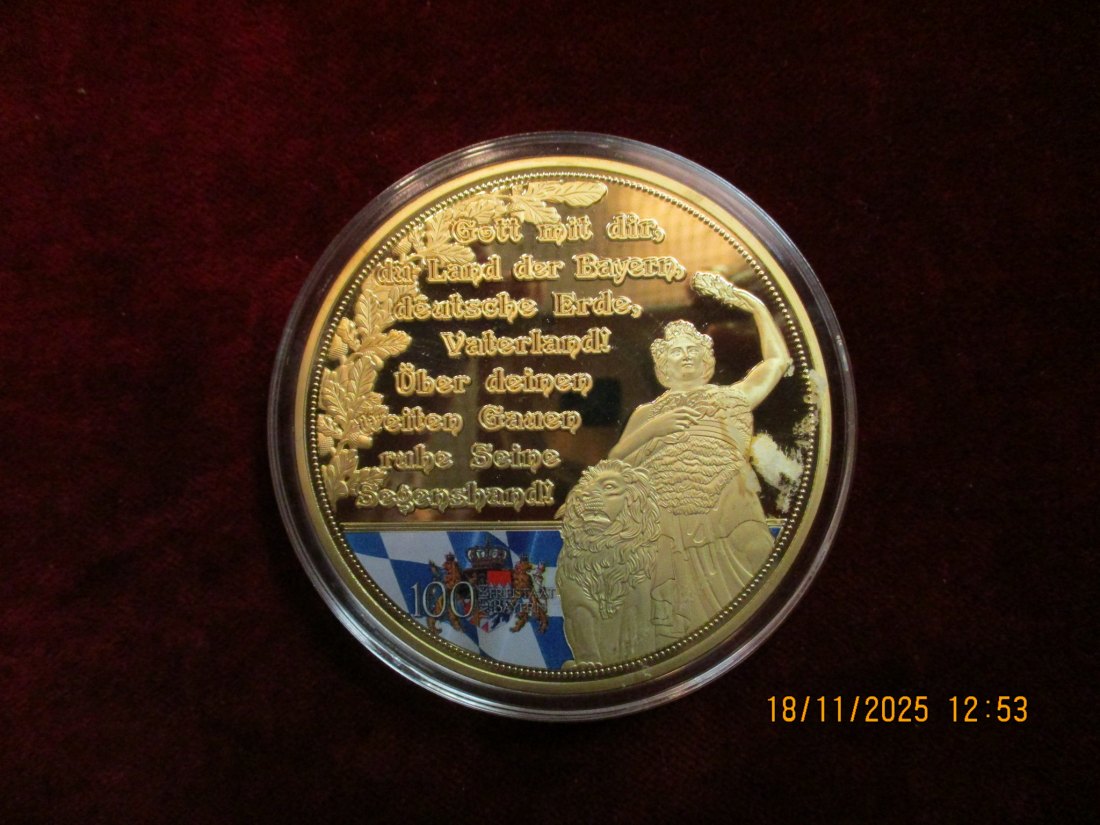 Gott mit dir,
du Land der Bayern,
deutsche Erde,
Vaterland!
Über deinen
weiten Gauen
ruhe Seine
Segenshand!
100
FREISTAAT
BAYERN
18/11/2025 12:53